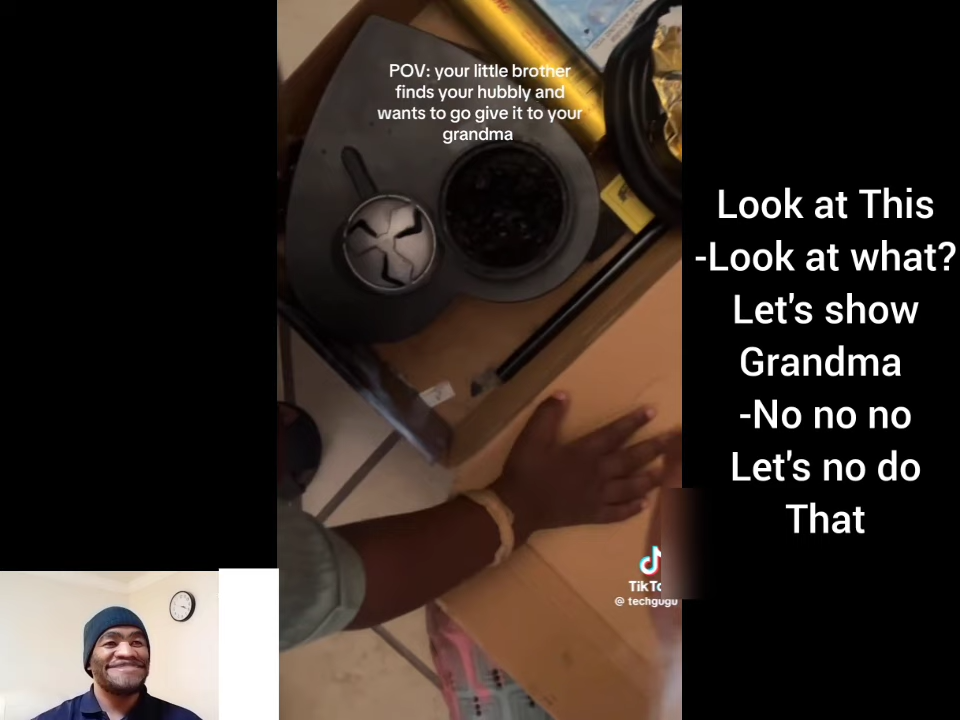 POV: your little brother
finds your hubbly and
wants to go give it to your
grandma
Look at This
-Look at what?
Let's show
Grandma
-No no no
Let's no do
That
@ techgugu